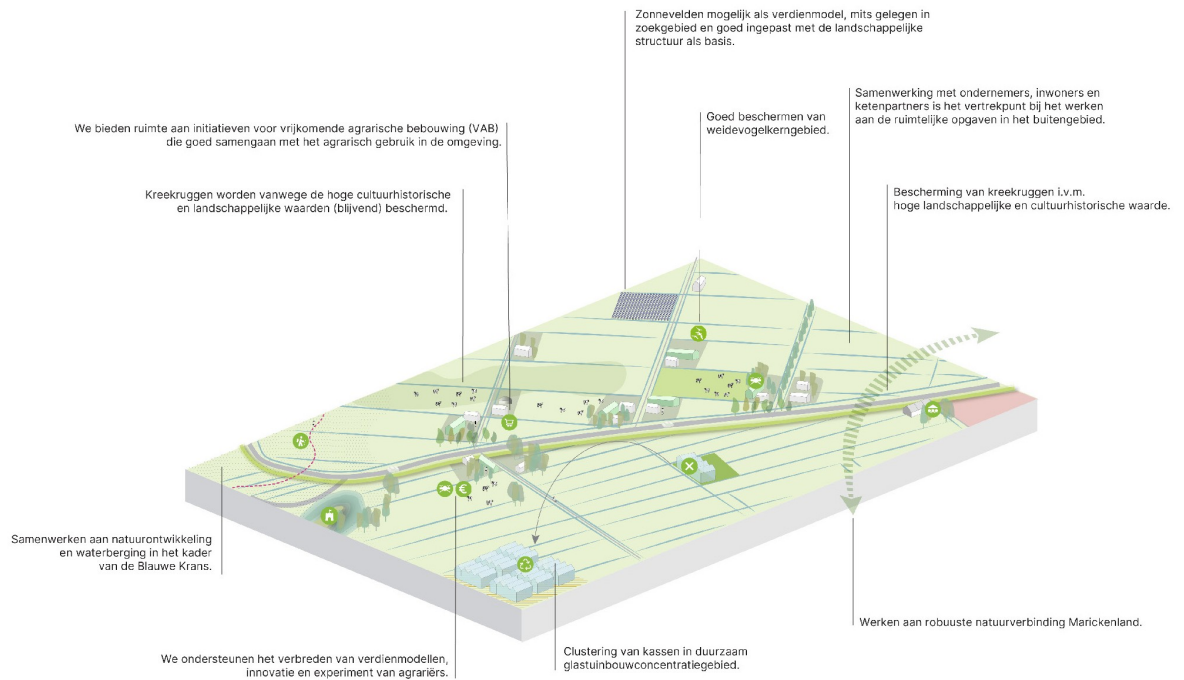 Zonnevelden mogelijk als verdienmodel, mits gelegen in
zoekgebied en goed ingepast met de landschappelijke
structuur als basis.
Samenwerking met ondernemers, inwoners en
ketenpartners is het vertrekpunt bij het werken
aan de ruimtelijke opgaven in het buitengebied.
Goed beschermen van
weidevogelkerngebied.
We bieden ruimte aan initiatieven voor vrijkomende agrarische bebouwing (VAB)
die goed samengaan met het agrarisch gebruik in de omgeving.
Kreekruggen worden vanwege de hoge cultuurhistorische
en landschappelijke waarden (blijvend) beschermd.
Bescherming van kreekruggen i.v.m.
hoge landschappelijke en cultuurhistorische waarde.
Samenwerken aan natuurontwikkeling
en waterberging in het kader
van de Blauwe Krans.
Werken aan robuuste natuurverbinding Marickenland.
We ondersteunen het verbreden van verdienmodellen,
innovatie en experiment van agrariërs.
Clustering van kassen in duurzaam
glastuinbouwconcentratiegebied.